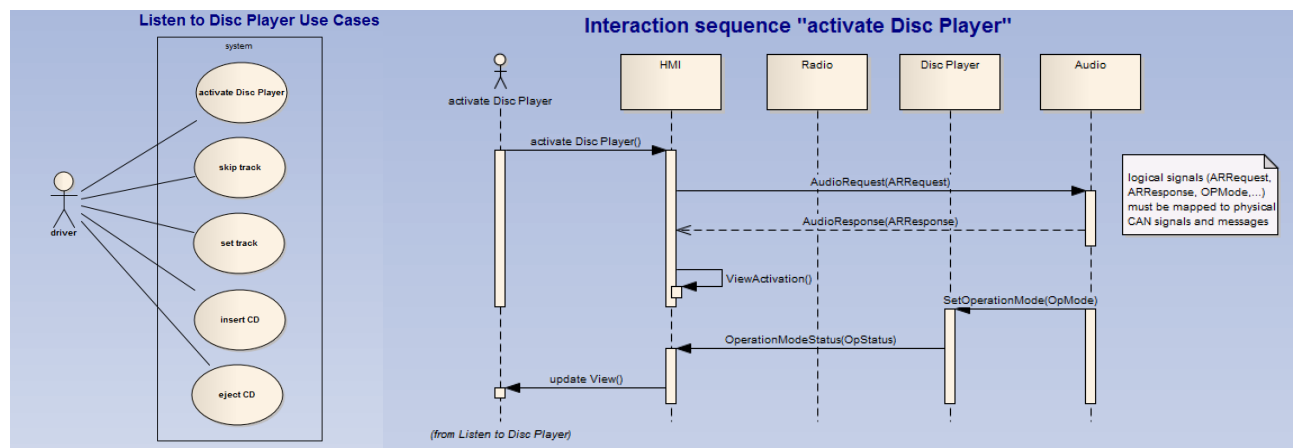 Listen to Disc Player Use Cases
system
activate Disc Player
skip track
set track
insert CD
eject CD
driver
Interaction sequence "activate Disc Player"
activate Disc Player
HMI
Radio
Disc Player
Audio
activate Disc Player()
AudioRequest(ARRequest)
AudioResponse(ARResponse)
ViewActivation()
SetOperationMode(OpMode)
OperationModeStatus(OpStatus)
update View()
(from Listen to Disc Player)
logical signals (ARRequest,
ARResponse, OPMode,...)
must be mapped to physical
CAN signals and messages